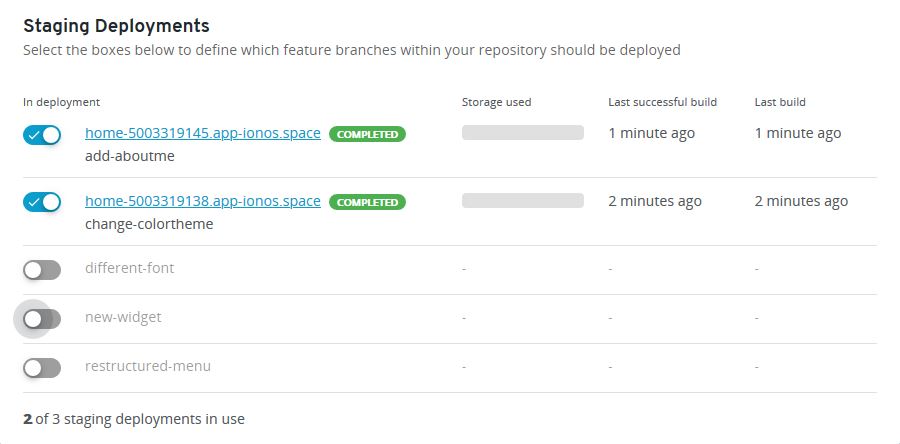 Staging Deployments
Select the boxes below to define which feature branches within your repository should be deployed
In deployment Storage used Last successful build Last build
home-5003319145.app-ionos.space COMPLETED 1 minute ago 1 minute ago
add-aboutme
home-5003319138.app-ionos.space COMPLETED 2 minutes ago 2 minutes ago
change-colortheme
different-font - - -
new-widget - - -
restructured-menu - - -
2 of 3 staging deployments in use